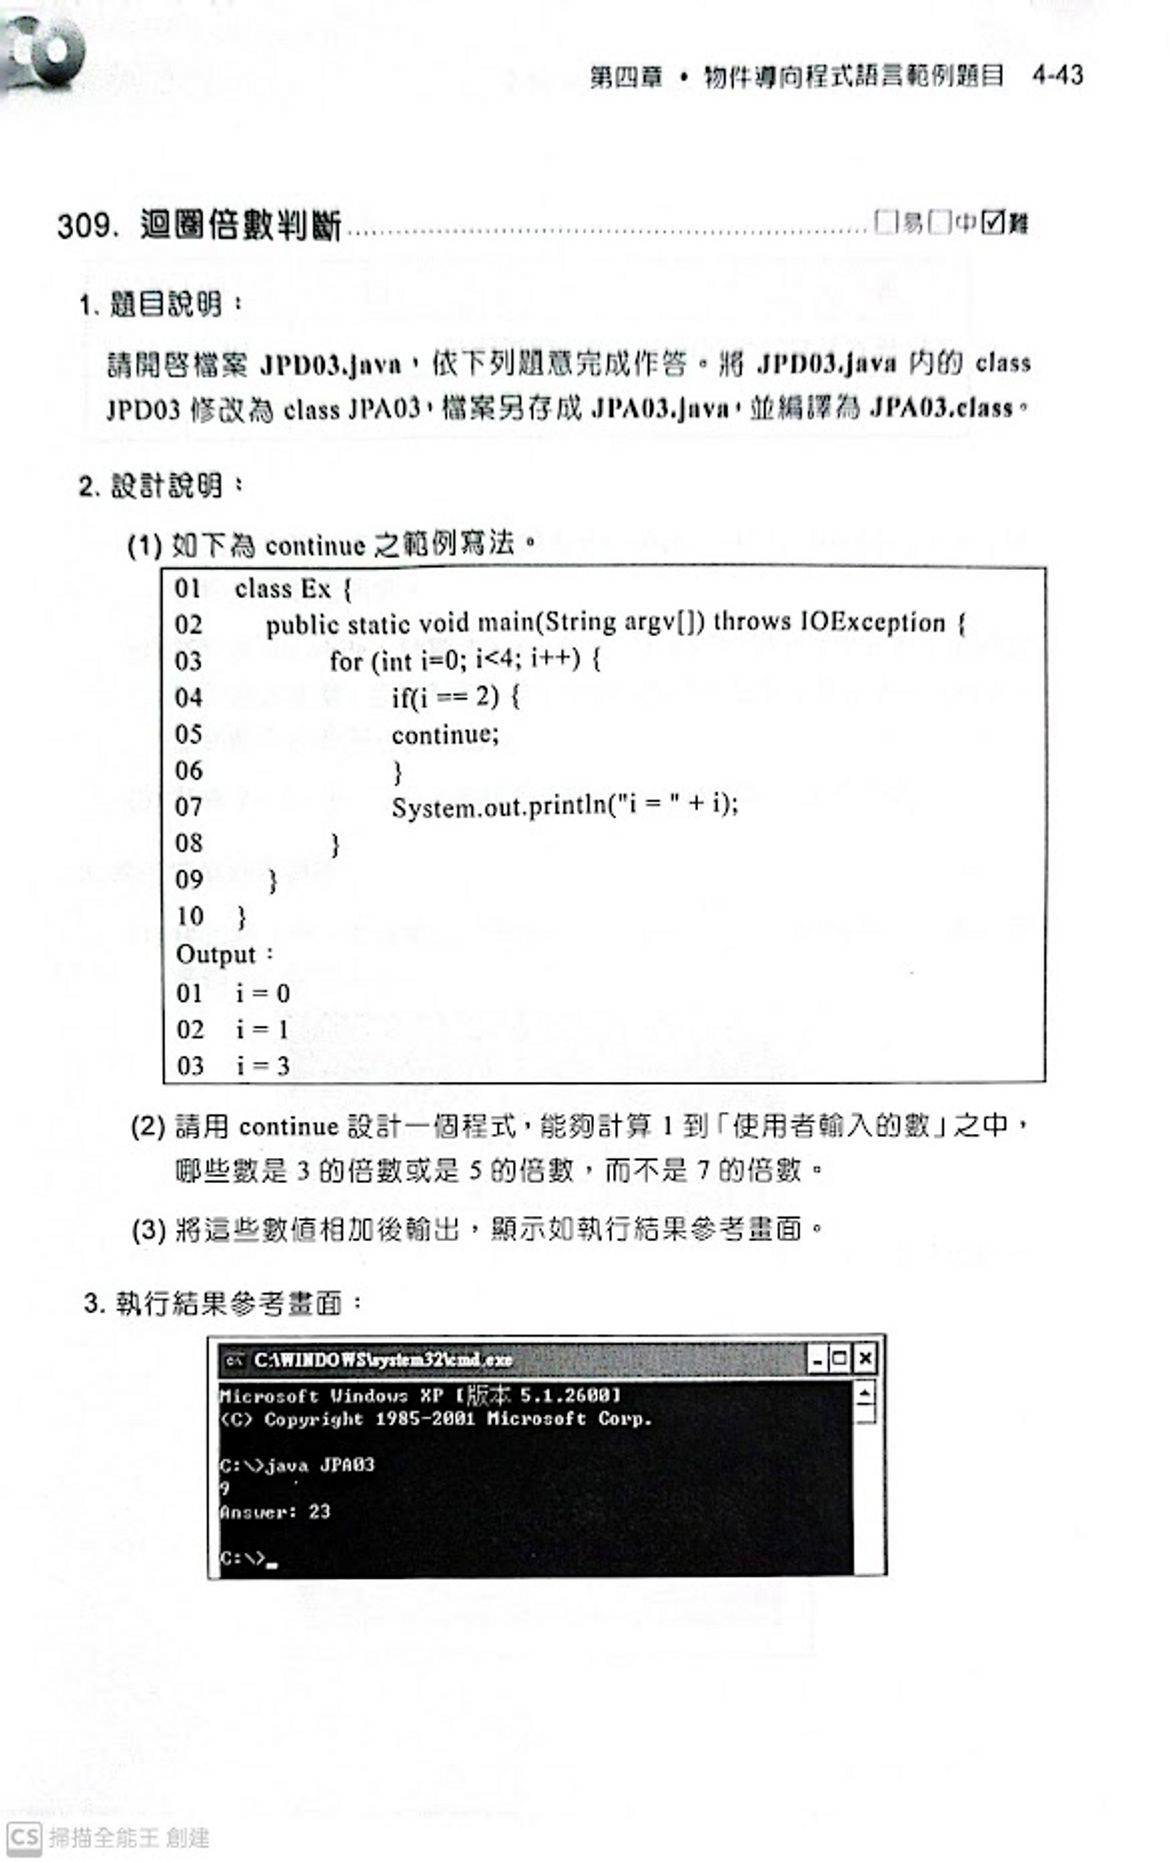 第四章 • 物件導向程式語言範例題目 4-43
309. 迴圈倍數判斷 □易□中☑難
1. 題目說明：
請開啓檔案 JPD03.java，依下列題意完成作答。將 JPD03.java 内的 class
JPD03 修改為 class JPA03，檔案另存成 JPA03.java，並編譯為 JPA03.class。
2. 設計說明：
(1) 如下為 continue 之範例寫法。
01 class Ex {
02 public static void main(String argv[]) throws IOException {
03 for (int i=0; i<4; i++) {
04 if(i == 2) {
05 continue;
06 }
07 System.out.println("i = " + i);
08 }
09 }
10 }
Output：
01 i = 0
02 i = 1
03 i = 3
(2) 請用 continue 設計一個程式，能夠計算 1 到「使用者輸入的數」之中，
哪些數是 3 的倍數或是 5 的倍數，而不是 7 的倍數。
(3) 將這些數值相加後輸出，顯示如執行結果參考畫面。
3. 執行結果參考畫面：
C:\WINDOWS\system32\cmd.exe
Microsoft Windows XP [版本 5.1.2600]
(C) Copyright 1985-2001 Microsoft Corp.
C:\>java JPA03
9
Answer: 23
C:\>_
CS 掃描全能王 創建